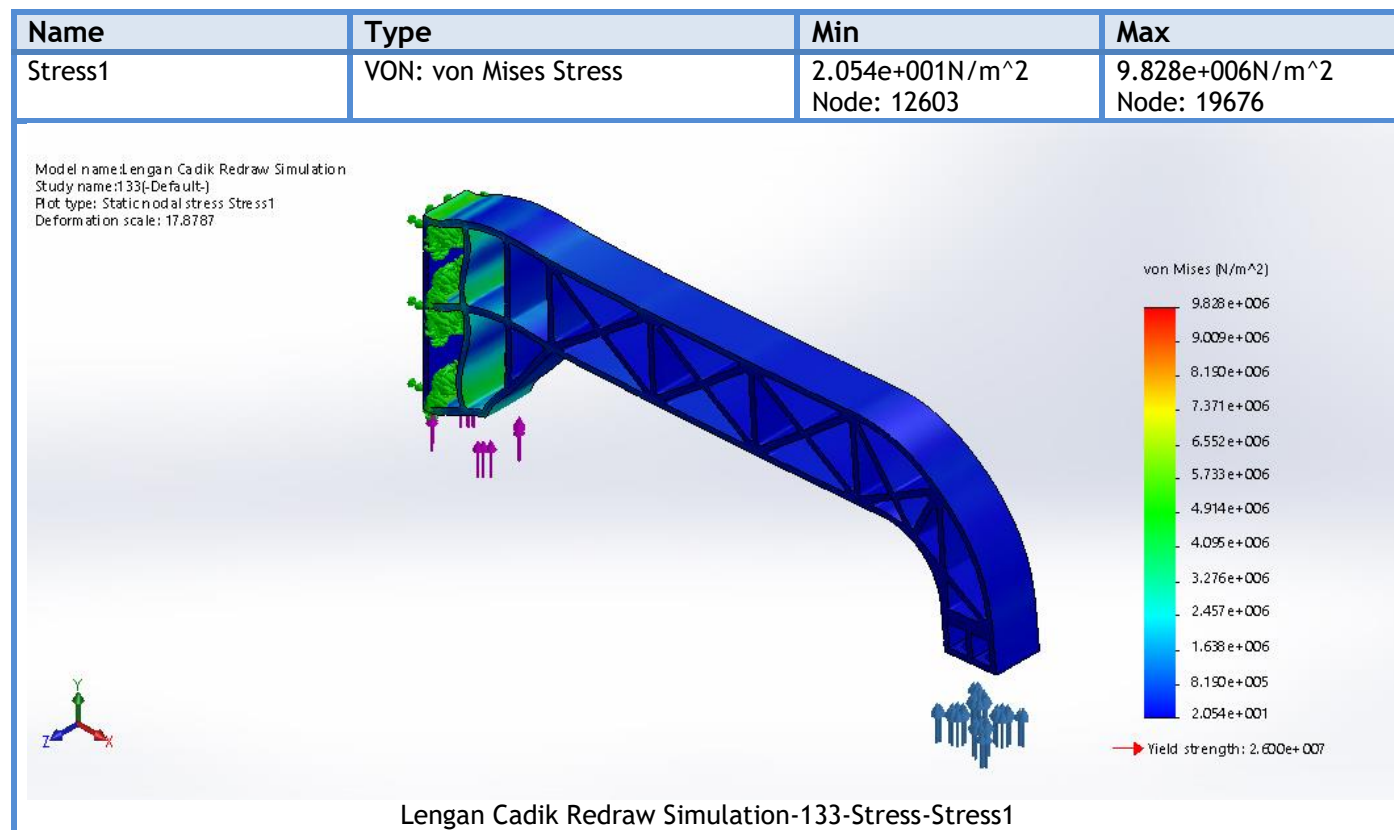 Name Type Min Max
Stress1 VON: von Mises Stress 2.054e+001N/m^2 9.828e+006N/m^2
Node: 12603 Node: 19676
Model name:Lengan Cadik Redraw Simulation
Study name:133(-Default-)
Plot type: Static nodal stress Stress1
Deformation scale: 17.8787
von Mises (N/m^2)
9.828e+006
9.009e+006
8.190e+006
7.371e+006
6.552e+006
5.733e+006
4.914e+006
4.095e+006
3.276e+006
2.457e+006
1.638e+006
8.190e+005
2.054e+001
Yield strength: 2.600e+007
Y
Z X
Lengan Cadik Redraw Simulation-133-Stress-Stress1